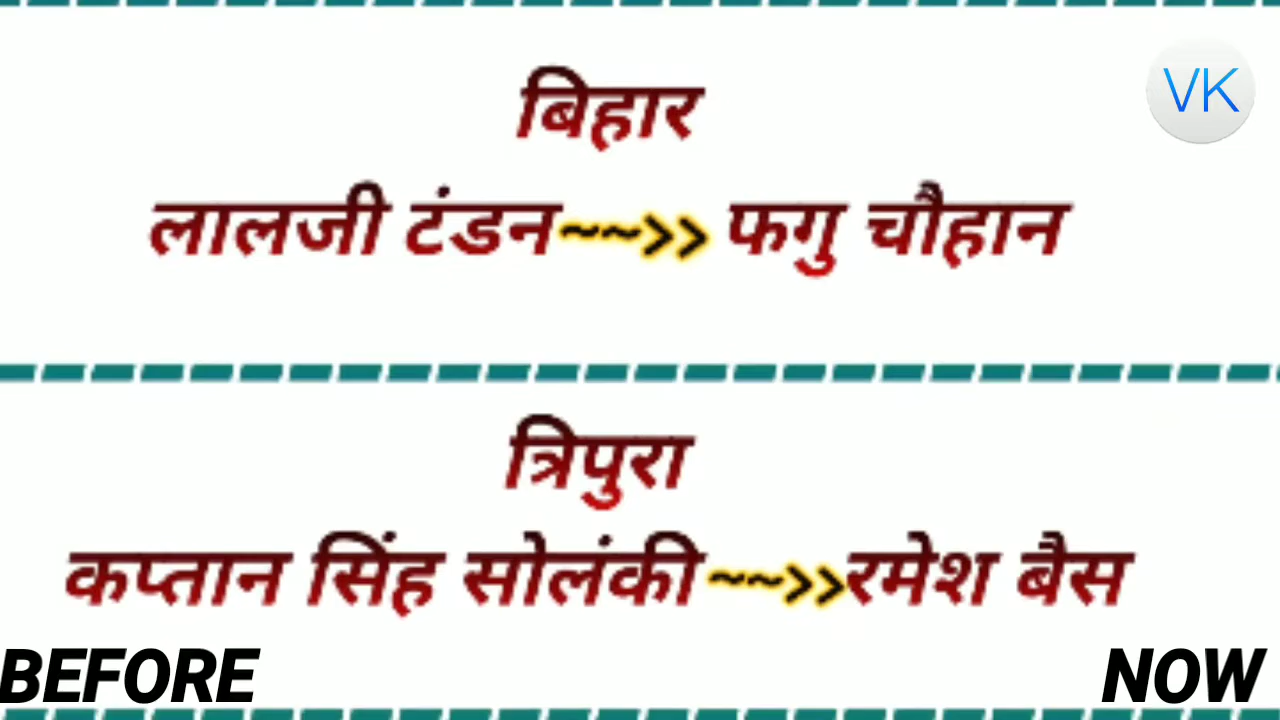 VK
बिहार
लालजी टंडन~~>> फगु चौहान
त्रिपुरा
कप्तान सिंह सोलंकी~~>>रमेश बैस
BEFORE NOW